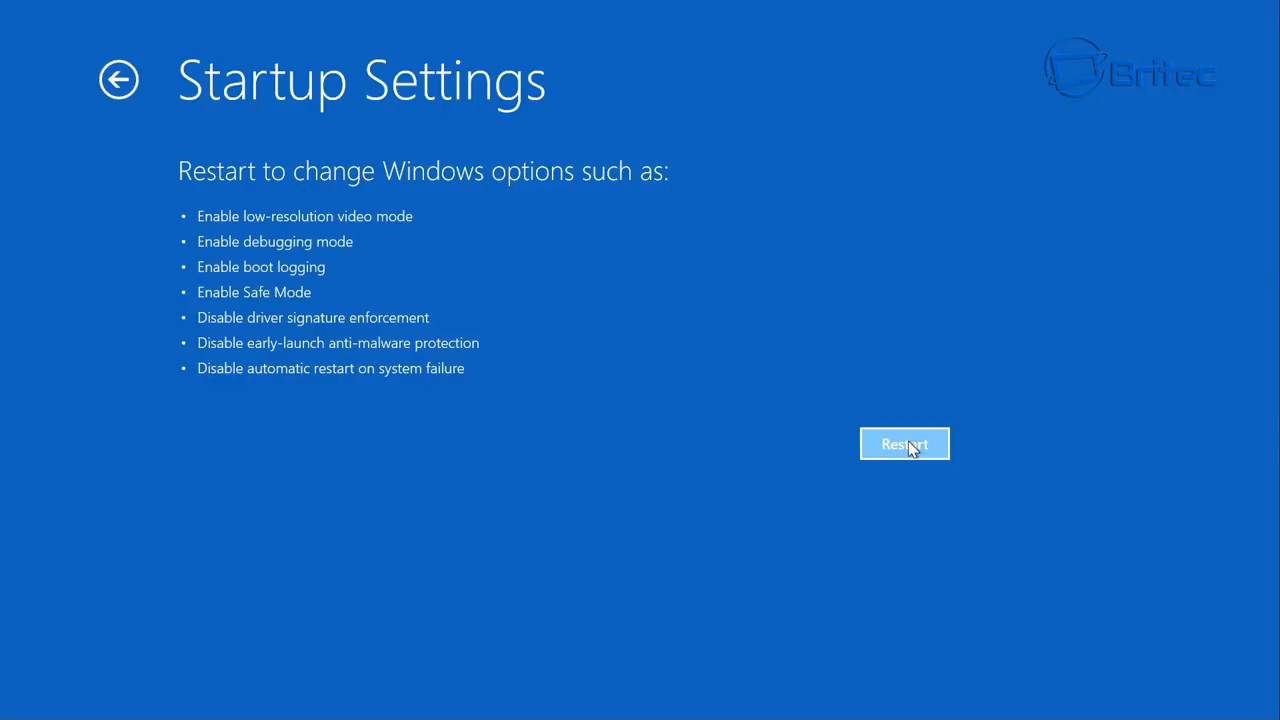 Startup Settings
Britec
Restart to change Windows options such as:
• Enable low-resolution video mode
• Enable debugging mode
• Enable boot logging
• Enable Safe Mode
• Disable driver signature enforcement
• Disable early-launch anti-malware protection
• Disable automatic restart on system failure
Restart